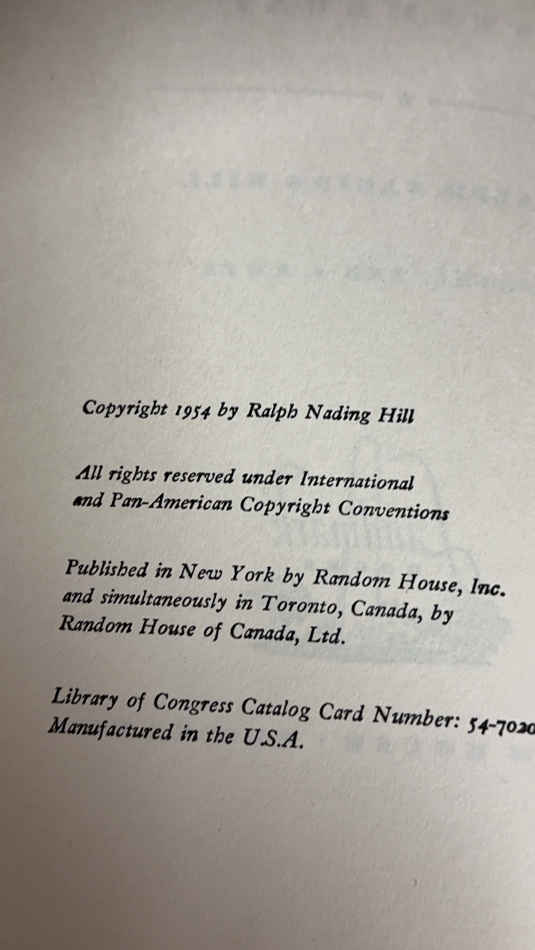 Copyright 1954 by Ralph Nading Hill
All rights reserved under International
and Pan-American Copyright Conventions
Published in New York by Random House, Inc.
and simultaneously in Toronto, Canada, by
Random House of Canada, Ltd.
Library of Congress Catalog Card Number: 54-7020
Manufactured in the U.S.A.